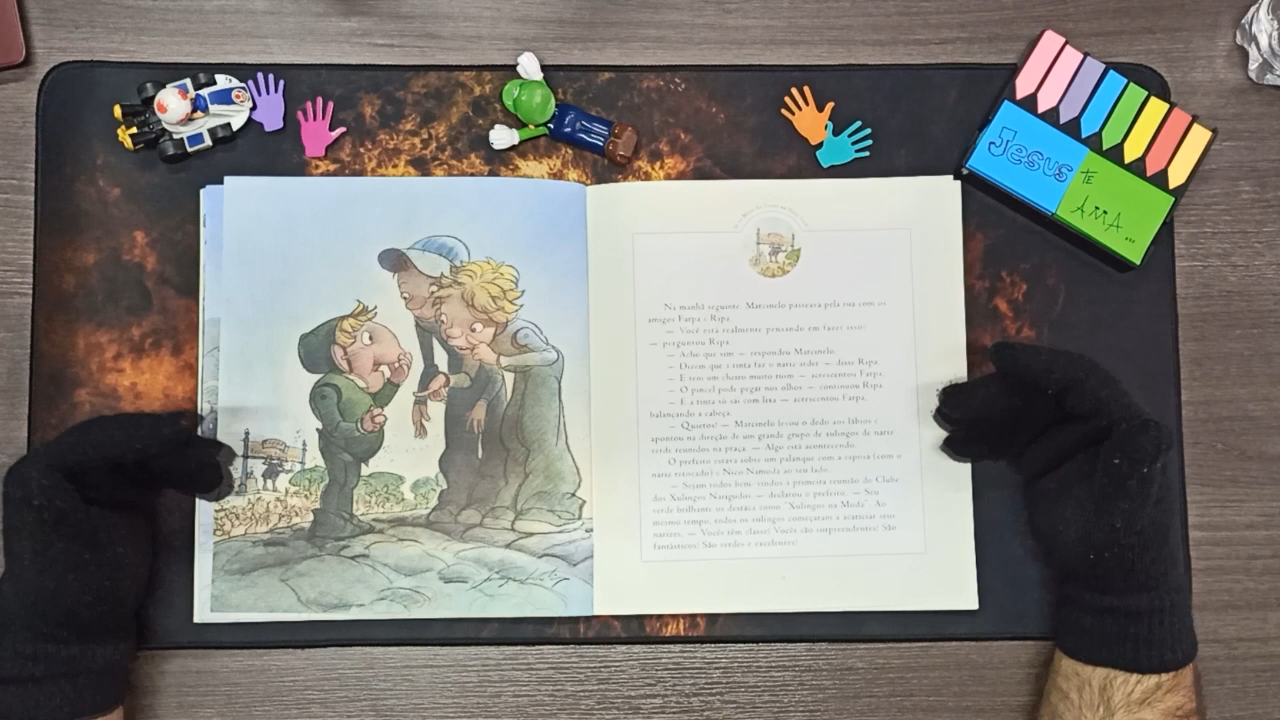 Jesus
TE
AMA...
Na manhã seguinte, Marcinelo passeava pela rua com os
amigos Farpa e Ripa.
— Você está realmente pensando em fazer isso?
— perguntou Ripa.
— Acho que sim — respondeu Marcinelo.
— Dizem que a tinta faz o nariz arder — disse Ripa.
— E tem um cheiro muito ruim — acrescentou Farpa.
— O pincel pode pegar nos olhos — continuou Ripa.
— E a tinta só sai com lixa — acrescentou Farpa,
balançando a cabeça.
— Quietos! — Marcinelo levou o dedo aos lábios e
apontou na direção de um grande grupo de xulingos de nariz
verde reunidos na praça. — Algo está acontecendo.
O prefeito estava sobre um palanque com a esposa (com o
nariz retocado) e Nico Namoda ao seu lado.
— Sejam todos bem-vindos à primeira reunião do Clube
dos Xulingos Narigudos — declarou o prefeito. — Seu
verde brilhante os destaca como "Xulingos na Moda". Ao
mesmo tempo, todos os xulingos começaram a acariciar seus
narizes. — Vocês têm classe! Vocês são surpreendentes! São
fantásticos! São verdes e excelentes!